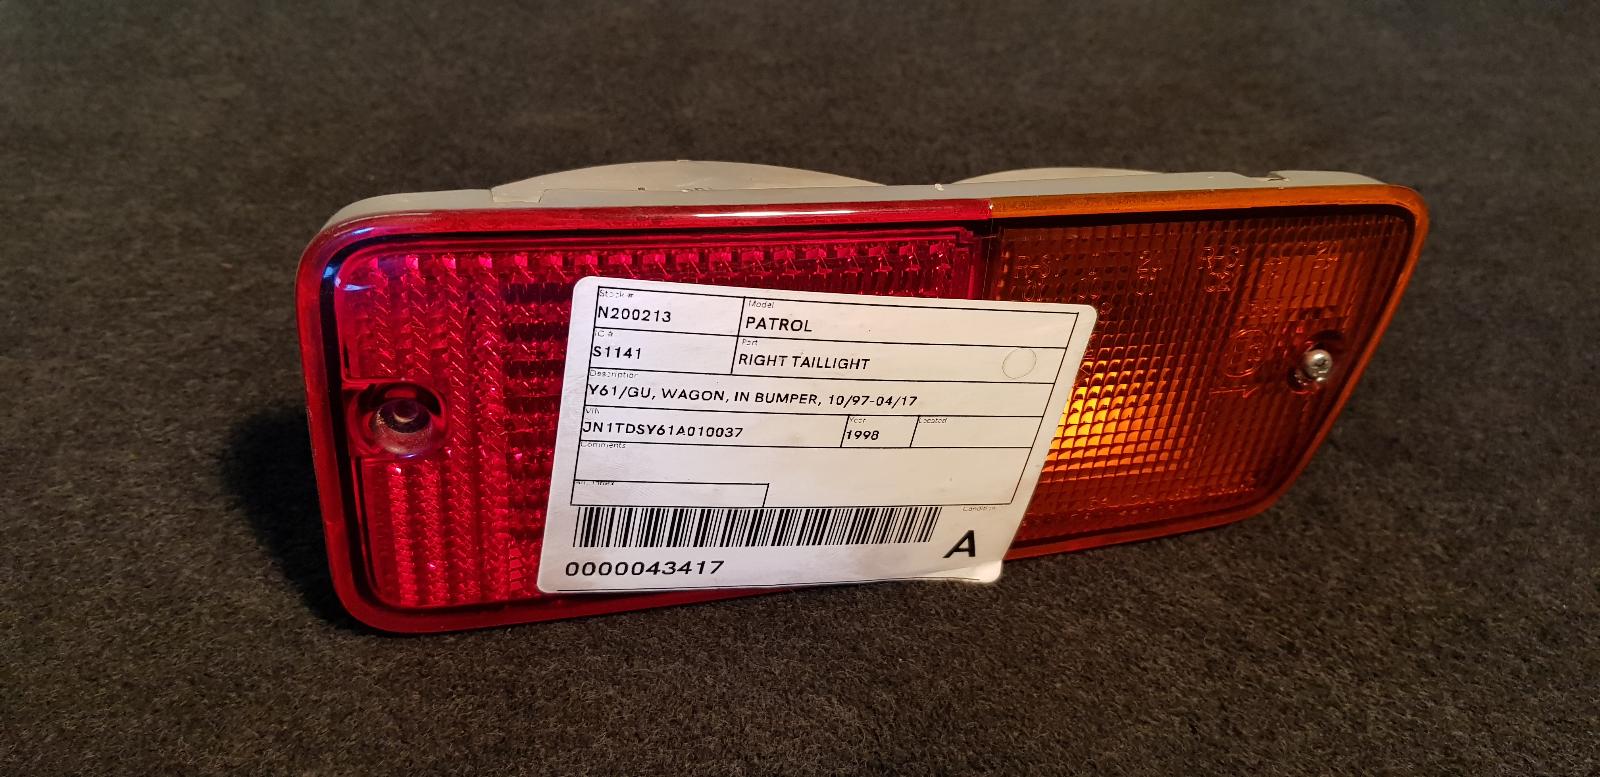 Stock # Model
N200213 PATROL
IC # Part
S1141 RIGHT TAILLIGHT
Description
Y61/GU, WAGON, IN BUMPER, 10/97-04/17
VIN Year Located
JN1TDSY61A010037 1998
Comments
Condition
A
0000043417